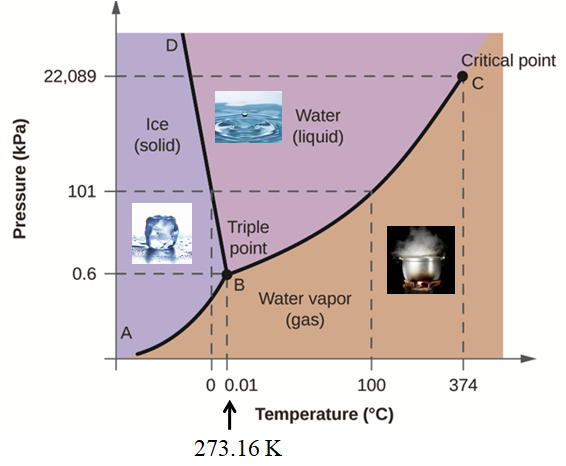 D
Critical point
22,089
C
Ice
(solid)
Water
(liquid)
Pressure (kPa)
101
Triple
point
0.6
B
Water vapor
(gas)
A
0 0.01 100 374
Temperature (°C)
273.16 K